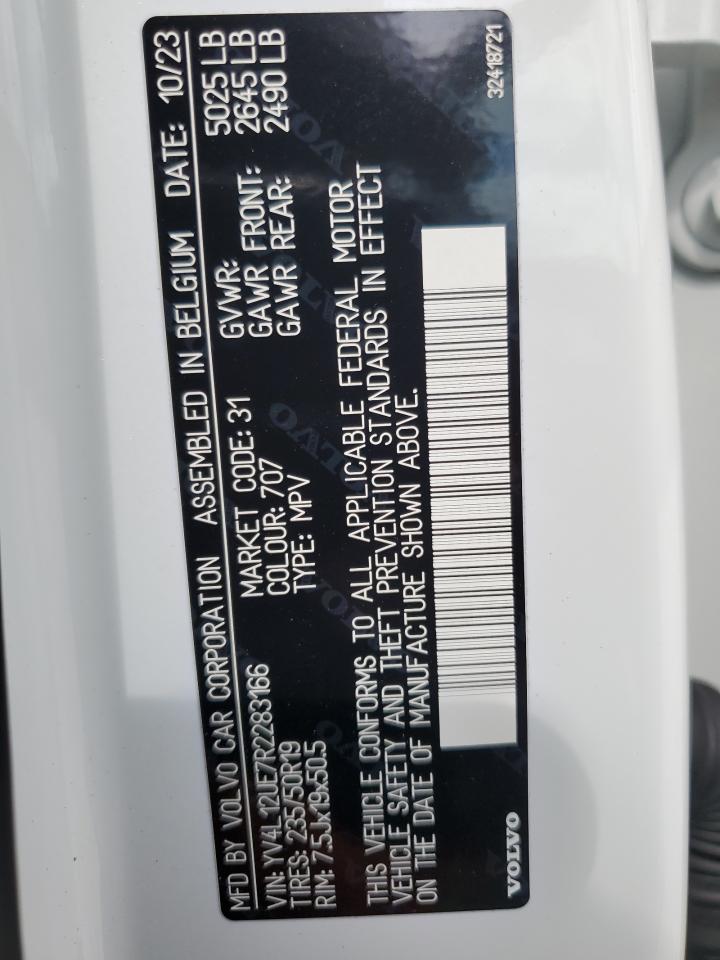 MFD BY VOLVO CAR CORPORATION ASSEMBLED IN BELGIUM DATE: 10/23
VIN: YV4L12UE7R2283166 MARKET CODE: 31 GVWR: 5025 LB
TIRES: 235/50R19 COLOUR: 707 GAWR FRONT: 2645 LB
RIM: 7.5Jx19x50.5 TYPE: MPV GAWR REAR: 2490 LB
THIS VEHICLE CONFORMS TO ALL APPLICABLE FEDERAL MOTOR
VEHICLE SAFETY AND THEFT PREVENTION STANDARDS IN EFFECT
ON THE DATE OF MANUFACTURE SHOWN ABOVE.
VOLVO 32418721